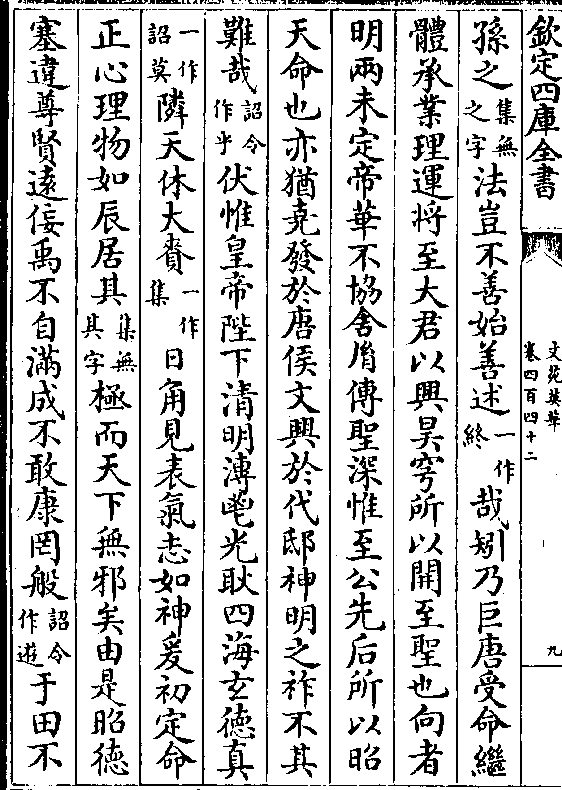 欽定四庫全書
文苑英華
卷四百四十二
九
孫之集無之字法豈不善始善述一作終哉矧乃巨唐受命繼
體承業理運將至大君以興昊穹所以開至聖也向者
明兩未定帝華不協舍胤傳聖深惟至公先后所以昭
天命也亦猶堯發於唐侯文興於代邸神明之祚不其
難哉詔令作乎伏惟皇帝陛下清明溥鬯光耿四海玄德真
一作詔莫隣天休大賚一作集日角見表氣志如神爰初定命
正心理物如辰居其集無其字極而天下無邪矣由是昭德
塞違尊賢遠佞禹不自滿成不敢康罔般詔令作遊于田不